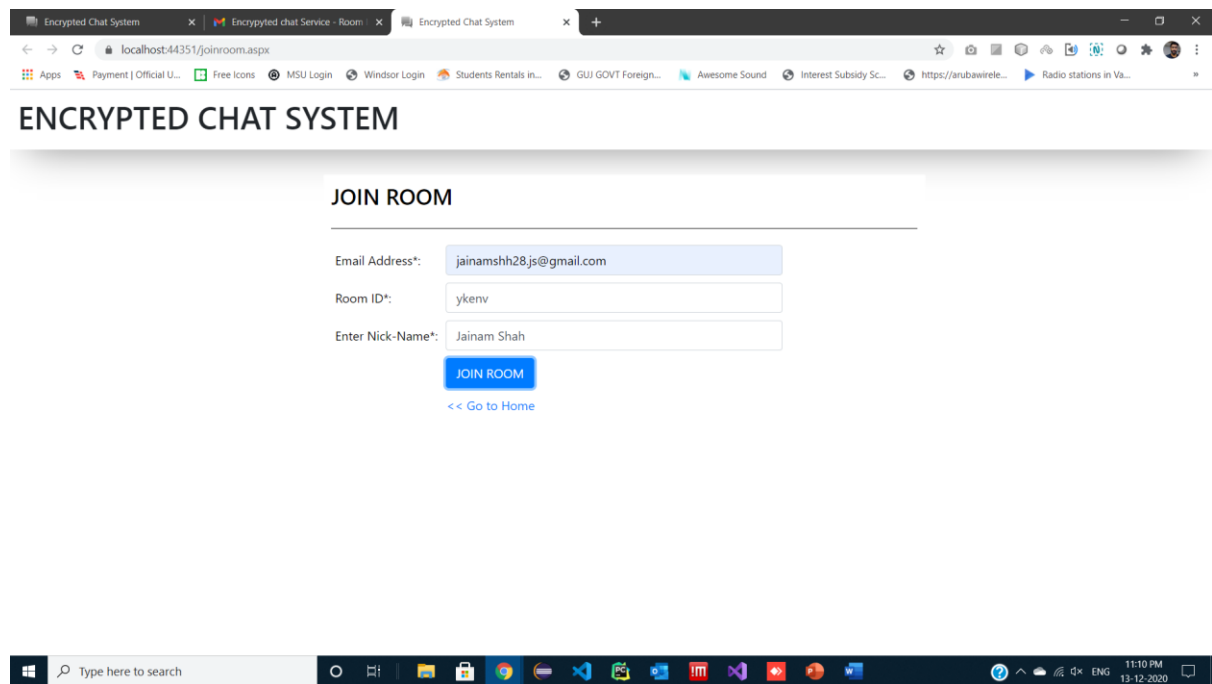 Encrypted Chat System
Encrypyted chat Service - Room
Encrypted Chat System
localhost:44351/joinroom.aspx
Apps
Payment | Official U...
Free Icons
MSU Login
Windsor Login
Students Rentals in...
GUJ GOVT Foreign...
Awesome Sound
Interest Subsidy Sc...
https://arubawirele...
Radio stations in Va...
»
ENCRYPTED CHAT SYSTEM
JOIN ROOM
Email Address*: jainamshh28.js@gmail.com
Room ID*: ykenv
Enter Nick-Name*: Jainam Shah
JOIN ROOM
<< Go to Home
Type here to search
ENG
11:10 PM
13-12-2020